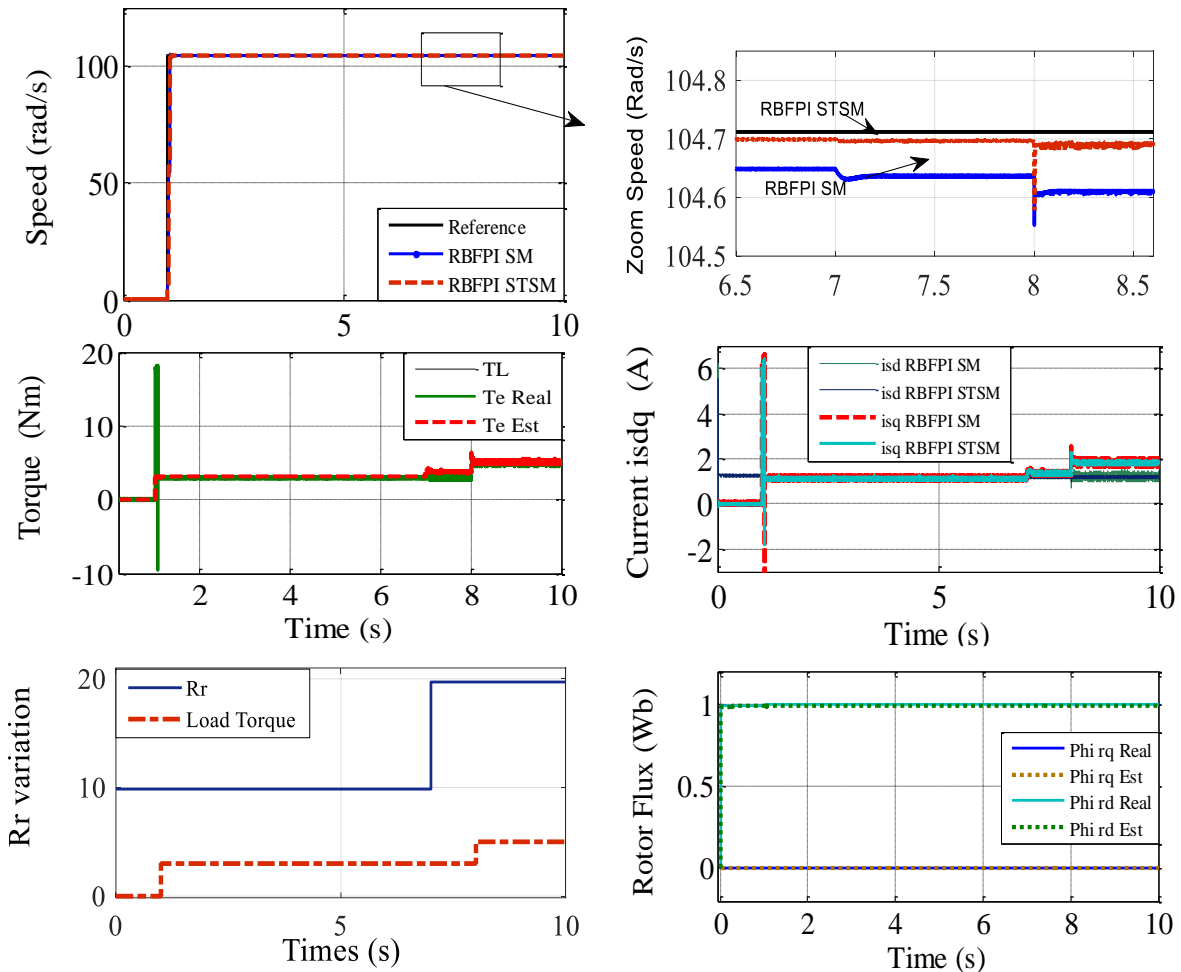 Speed (rad/s)
100
50
0
0
5
10
Reference
RBFPI SM
RBFPI STSM
Zoom Speed (Rad/s)
104.8
104.7
104.6
104.5
6.5
7
7.5
8
8.5
RBFPI STSM
RBFPI SM
Torque (Nm)
20
10
0
-10
2
4
6
8
10
Time (s)
TL
Te Real
Te Est
Current isdq (A)
6
4
2
0
-2
0
5
10
Time (s)
isd RBFPI SM
isd RBFPI STSM
isq RBFPI SM
isq RBFPI STSM
Rr variation
20
10
0
0
5
10
Times (s)
Rr
Load Torque
Rotor Flux (Wb)
1
0.5
0
0
2
4
6
8
10
Time (s)
Phi rq Real
Phi rq Est
Phi rd Real
Phi rd Est